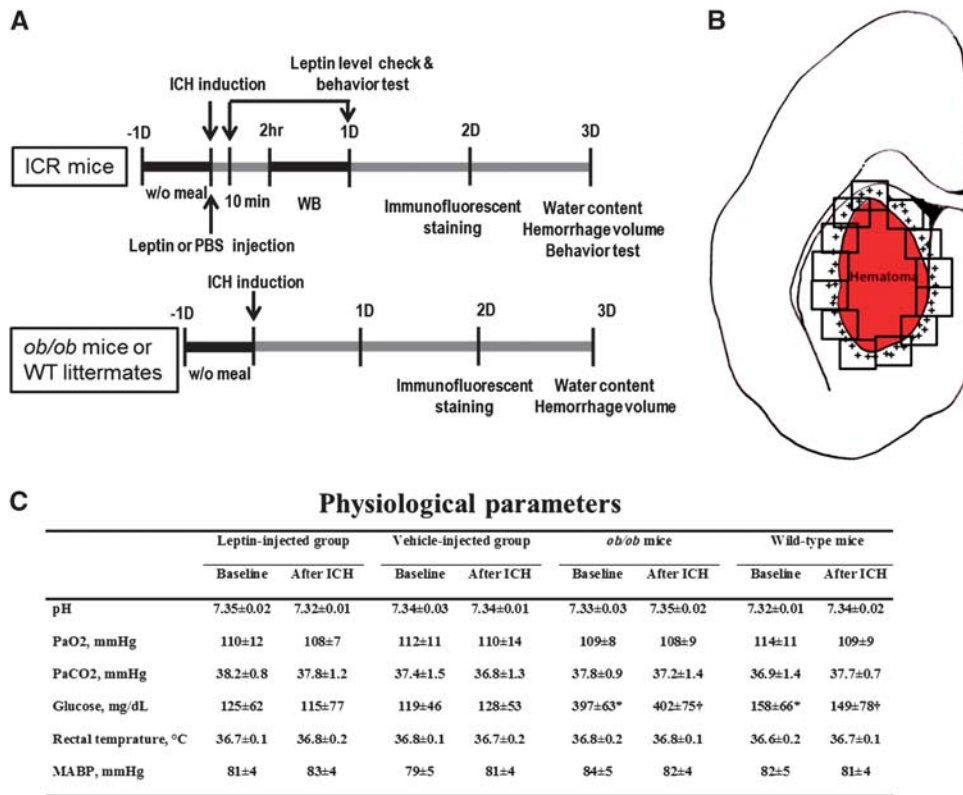 A
B
Leptin level check &
ICH induction
behavior test
-1D
2hr
1D
2D
3D
ICR mice
w/o meal
10 min
WB
Immunofluorescent
staining
Water content
Hemorrhage volume
Behavior test
Leptin or PBS injection
ICH induction
-1D
1D
2D
3D
ob/ob mice or
WT littermates
w/o meal
Immunofluorescent
staining
Water content
Hemorrhage volume
Hematoma
C
Physiological parameters
Leptin-injected group Vehicle-injected group ob/ob mice Wild-type mice
Baseline After ICH Baseline After ICH Baseline After ICH Baseline After ICH
pH 7.35±0.02 7.32±0.01 7.34±0.03 7.34±0.01 7.33±0.03 7.35±0.02 7.32±0.01 7.34±0.02
PaO2, mmHg 110±12 108±7 112±11 110±14 109±8 108±9 114±11 109±9
PaCO2, mmHg 38.2±0.8 37.8±1.2 37.4±1.5 36.8±1.3 37.8±0.9 37.2±1.4 36.9±1.4 37.7±0.7
Glucose, mg/dL 125±62 115±77 119±46 128±53 397±63* 402±75† 158±66* 149±78†
Rectal temprature, °C 36.7±0.1 36.8±0.2 36.8±0.1 36.7±0.2 36.8±0.2 36.8±0.1 36.6±0.2 36.7±0.1
MABP, mmHg 81±4 83±4 79±5 81±4 84±5 82±4 82±5 81±4